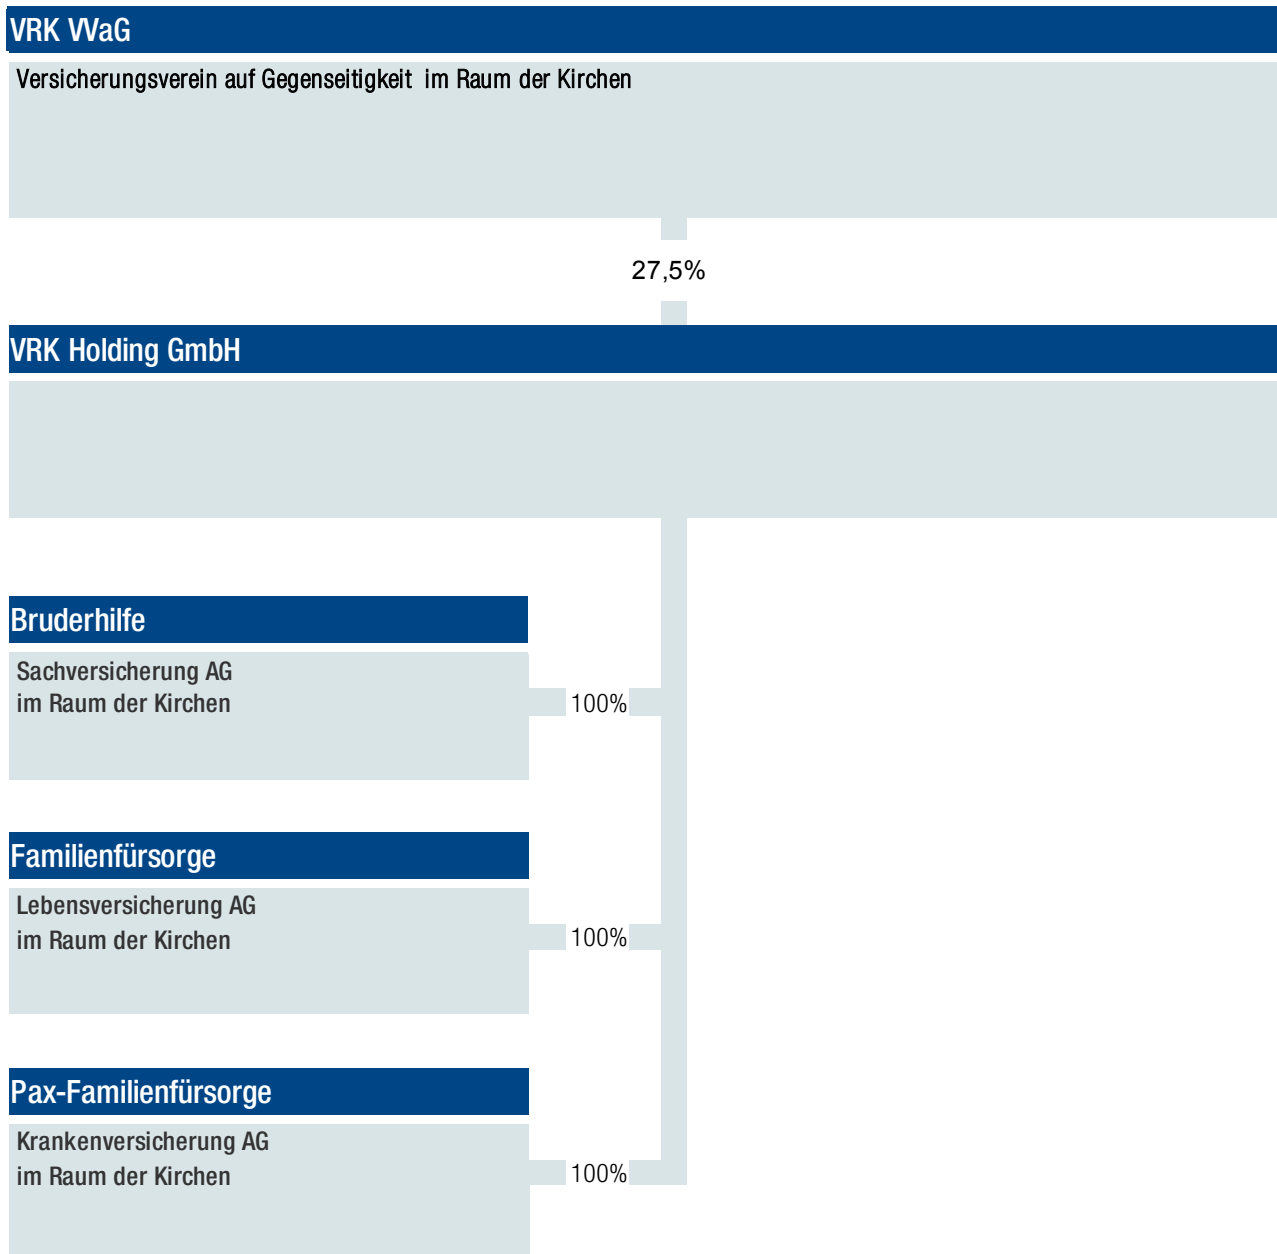 VRK VVaG
Versicherungsverein auf Gegenseitigkeit im Raum der Kirchen
27,5%
VRK Holding GmbH
Bruderhilfe
Sachversicherung AG
im Raum der Kirchen
100%
Familienfürsorge
Lebensversicherung AG
im Raum der Kirchen
100%
Pax-Familienfürsorge
Krankenversicherung AG
im Raum der Kirchen
100%